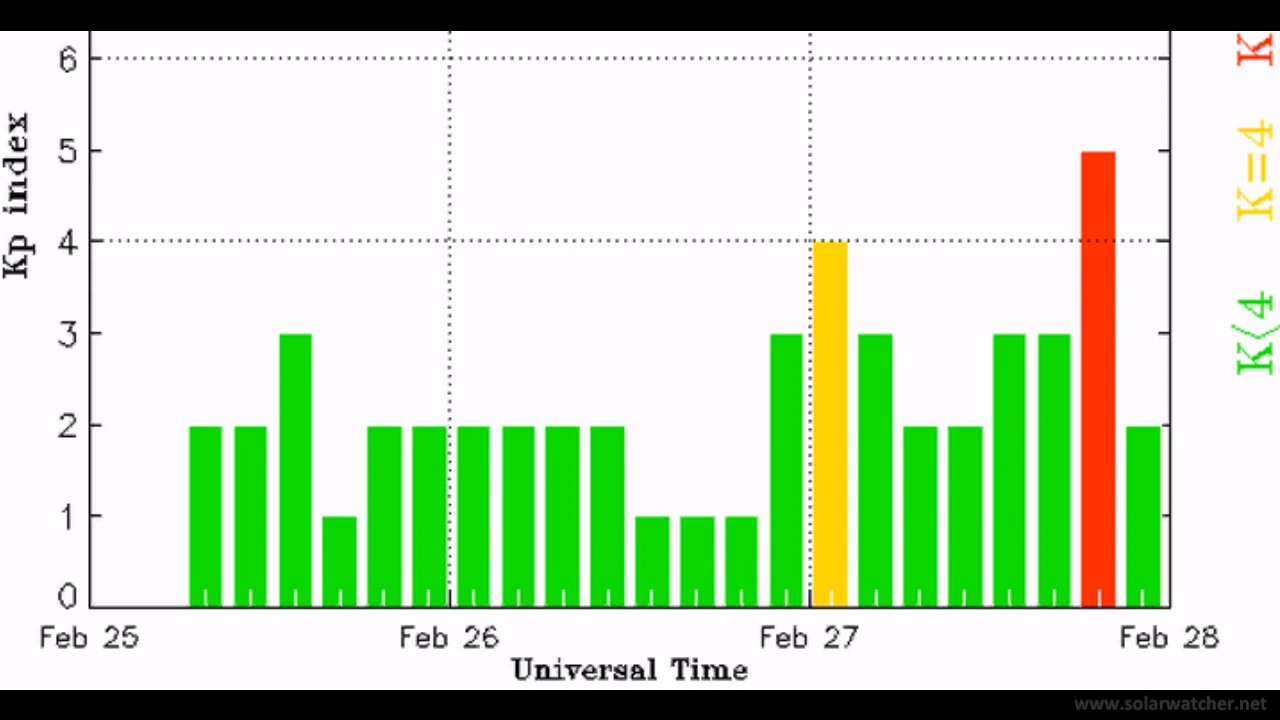 6
5
4
3
2
1
0
Kp index
Feb 25
Feb 26
Feb 27
Feb 28
Universal Time
K<4
K=4
K
www.solarwatcher.net